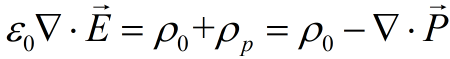 ε₀∇·E⃗ = ρ₀+ρₚ = ρ₀ − ∇·P⃗